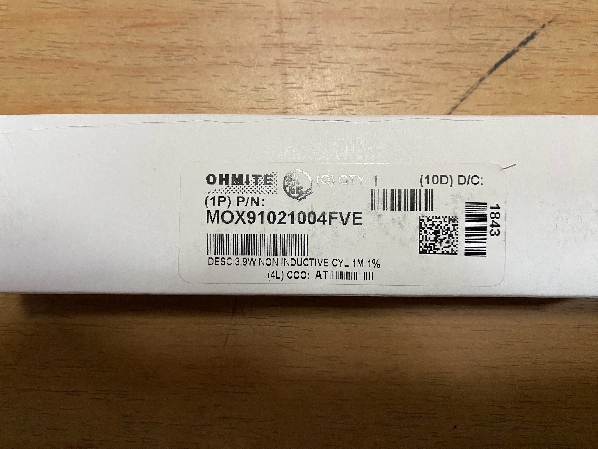 OHMITE (Q) QTY 1 (10D) D/C:
(1P) P/N:
MOX91021004FVE
1843
DESC 3.9W NON INDUCTIVE CYL 1M 1%
(4L) COO: AT